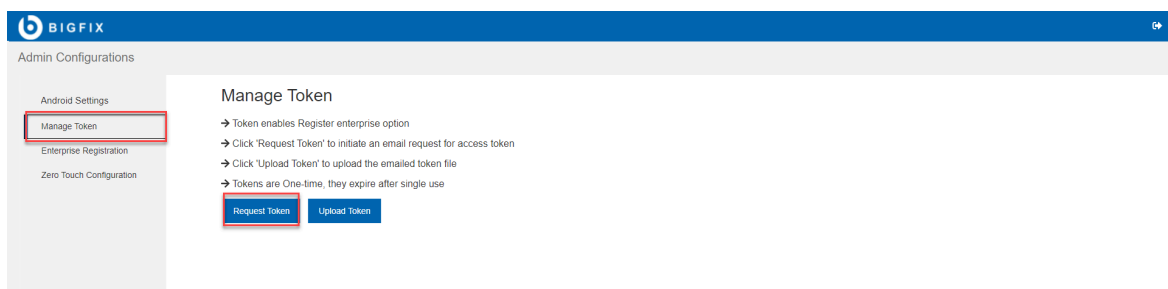 BIGFIX
Admin Configurations
Android Settings
Manage Token
Enterprise Registration
Zero Touch Configuration
Manage Token
→ Token enables Register enterprise option
→ Click 'Request Token' to initiate an email request for access token
→ Click 'Upload Token' to upload the emailed token file
→ Tokens are One-time, they expire after single use
Request Token Upload Token